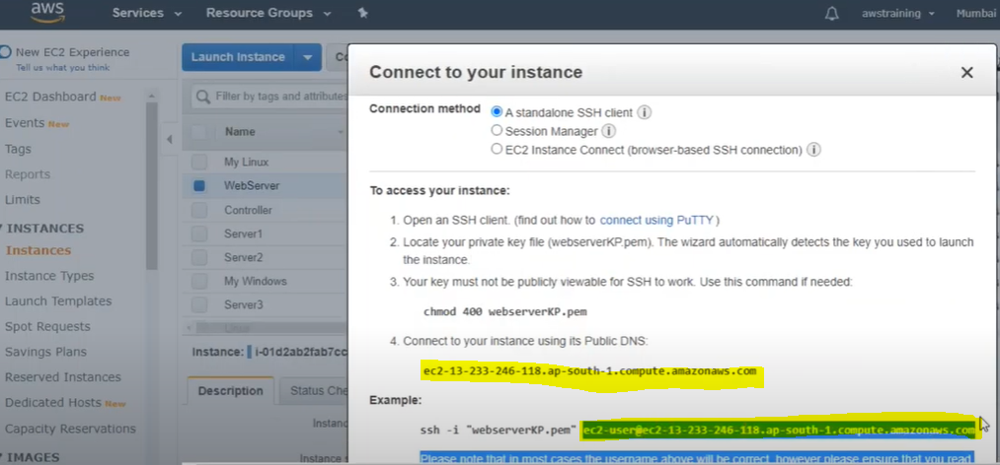 aws
Services
Resource Groups
awstraining
Mumbai
New EC2 Experience
Tell us what you think
EC2 Dashboard New
Events New
Tags
Reports
Limits
INSTANCES
Instances
Instance Types
Launch Templates
Spot Requests
Savings Plans
Reserved Instances
Dedicated Hosts New
Capacity Reservations
IMAGES
Launch Instance
Filter by tags and attributes
Name
My Linux
WebServer
Controller
Server1
Server2
My Windows
Server3
Instance: i-01d2ab2fab7cc
Description
Status Che
Instanc
Instance s
Connect to your instance
Connection method
A standalone SSH client
Session Manager
EC2 Instance Connect (browser-based SSH connection)
To access your instance:
1. Open an SSH client. (find out how to connect using PuTTY)
2. Locate your private key file (webserverKP.pem). The wizard automatically detects the key you used to launch
the instance.
3. Your key must not be publicly viewable for SSH to work. Use this command if needed:
chmod 400 webserverKP.pem
4. Connect to your instance using its Public DNS:
ec2-13-233-246-118.ap-south-1.compute.amazonaws.com
Example:
ssh -i "webserverKP.pem" ec2-user@ec2-13-233-246-118.ap-south-1.compute.amazonaws.com
Please note that in most cases the username above will be correct, however please ensure that you read